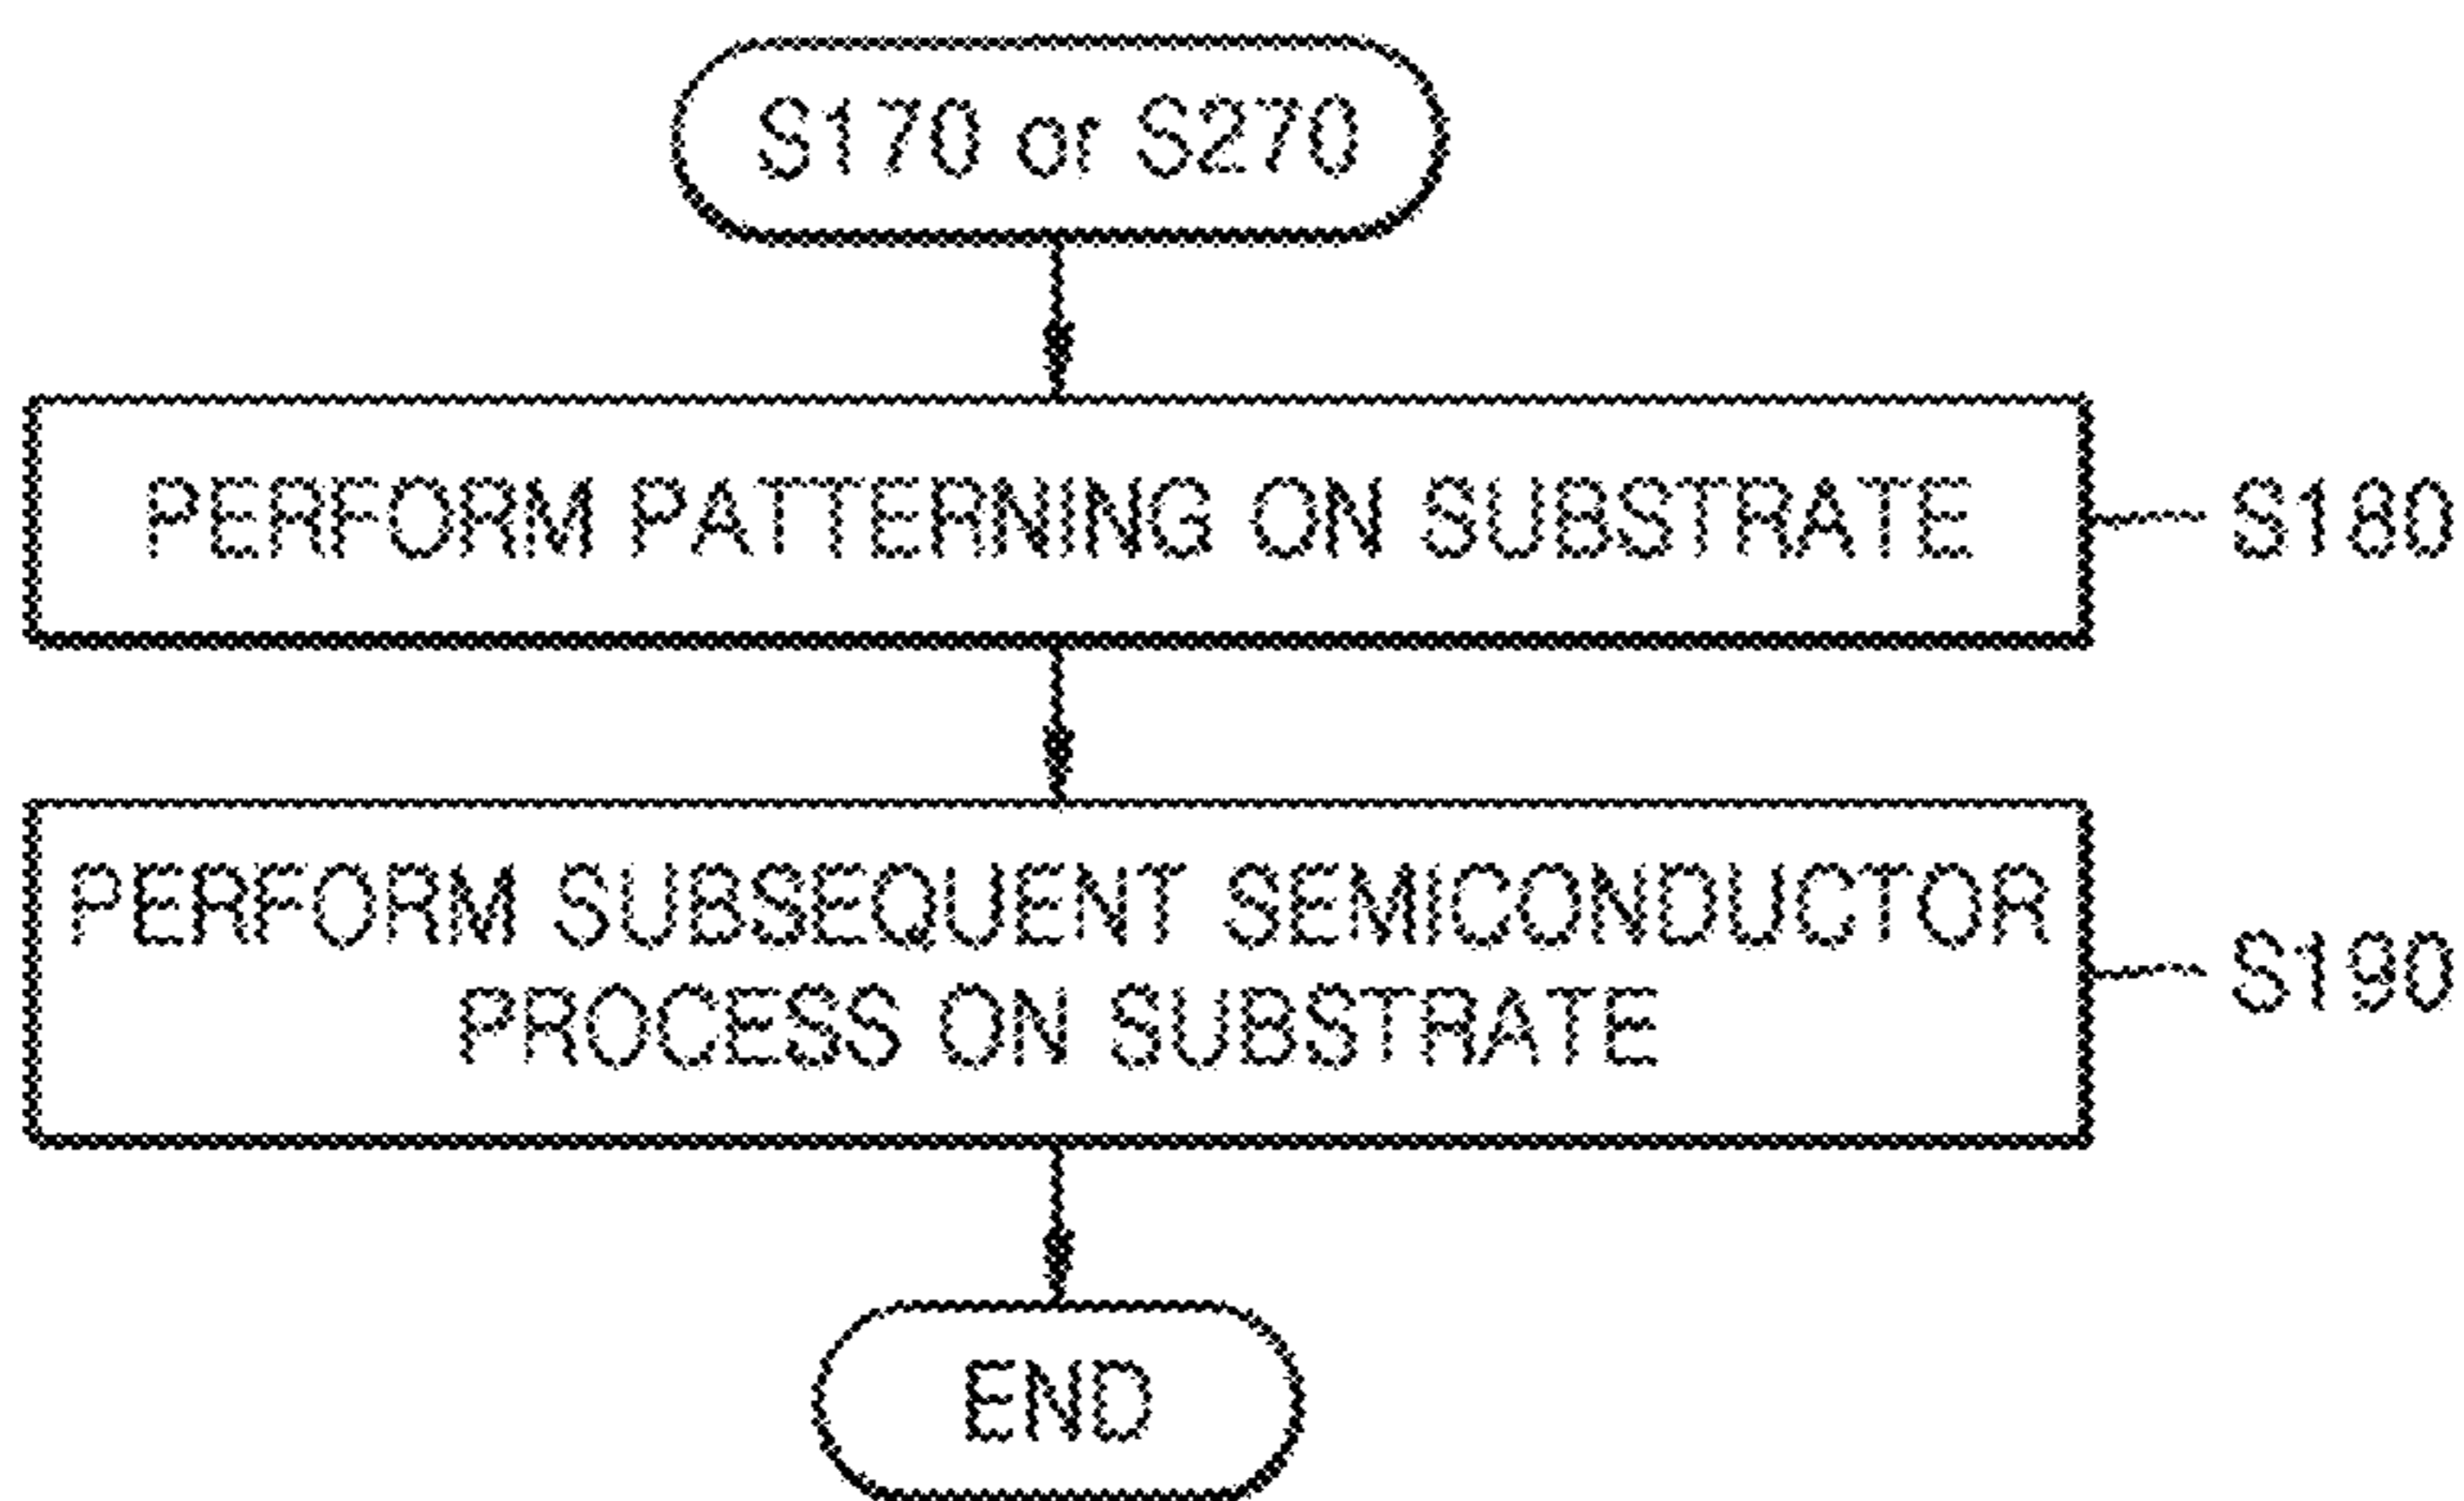 S170 or S270
PERFORM PATTERNING ON SUBSTRATE
S180
PERFORM SUBSEQUENT SEMICONDUCTOR
PROCESS ON SUBSTRATE
S190
END